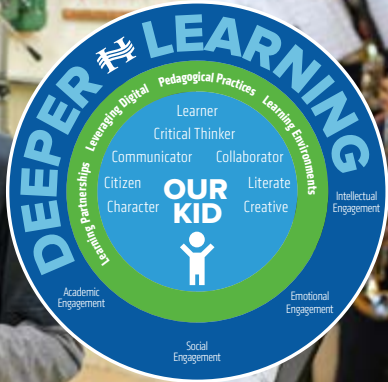 DEEPER LEARNING
Learning Partnerships
Leveraging Digital
Pedagogical Practices
Learning Environments
Learner
Critical Thinker
Communicator Collaborator
Citizen
Literate
Character
Creative
OUR
KID
Intellectual
Engagement
Academic
Engagement
Emotional
Engagement
Social
Engagement